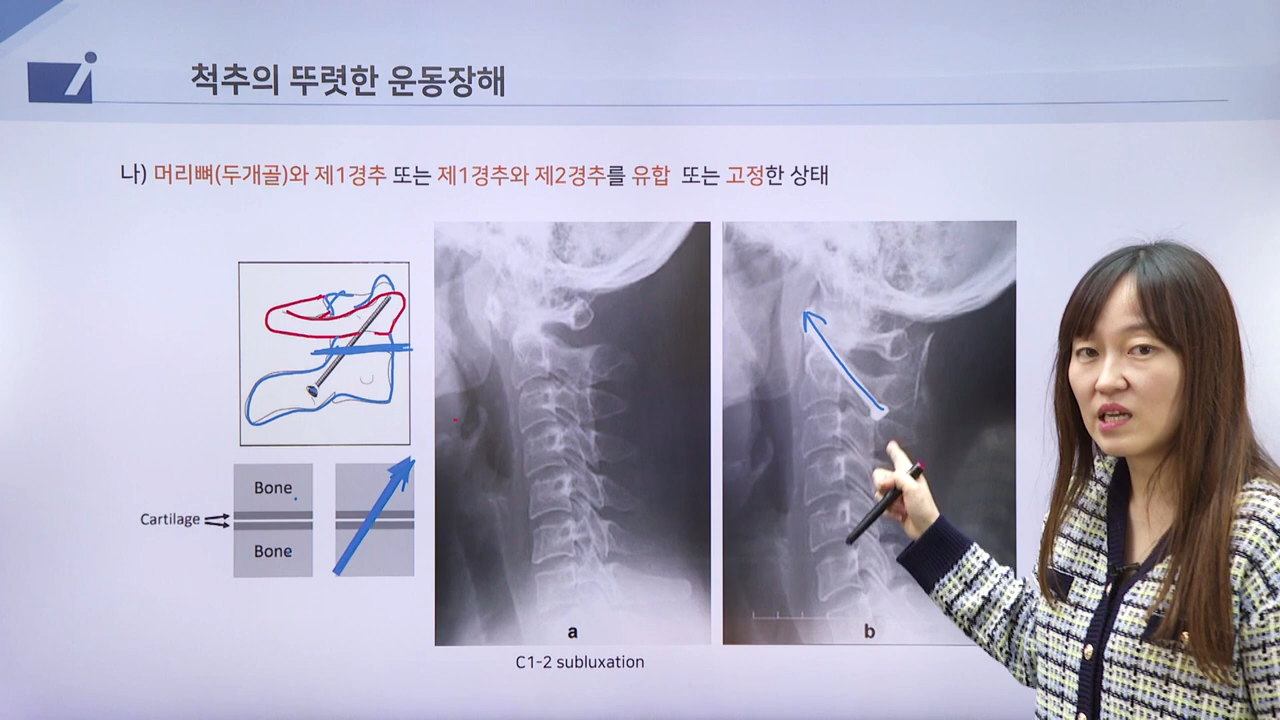 척추의 뚜렷한 운동장해
나) 머리뼈(두개골)와 제1경추 또는 제1경추와 제2경추를 유합 또는 고정한 상태
Bone
Cartilage
Bone
a
b
C1-2 subluxation